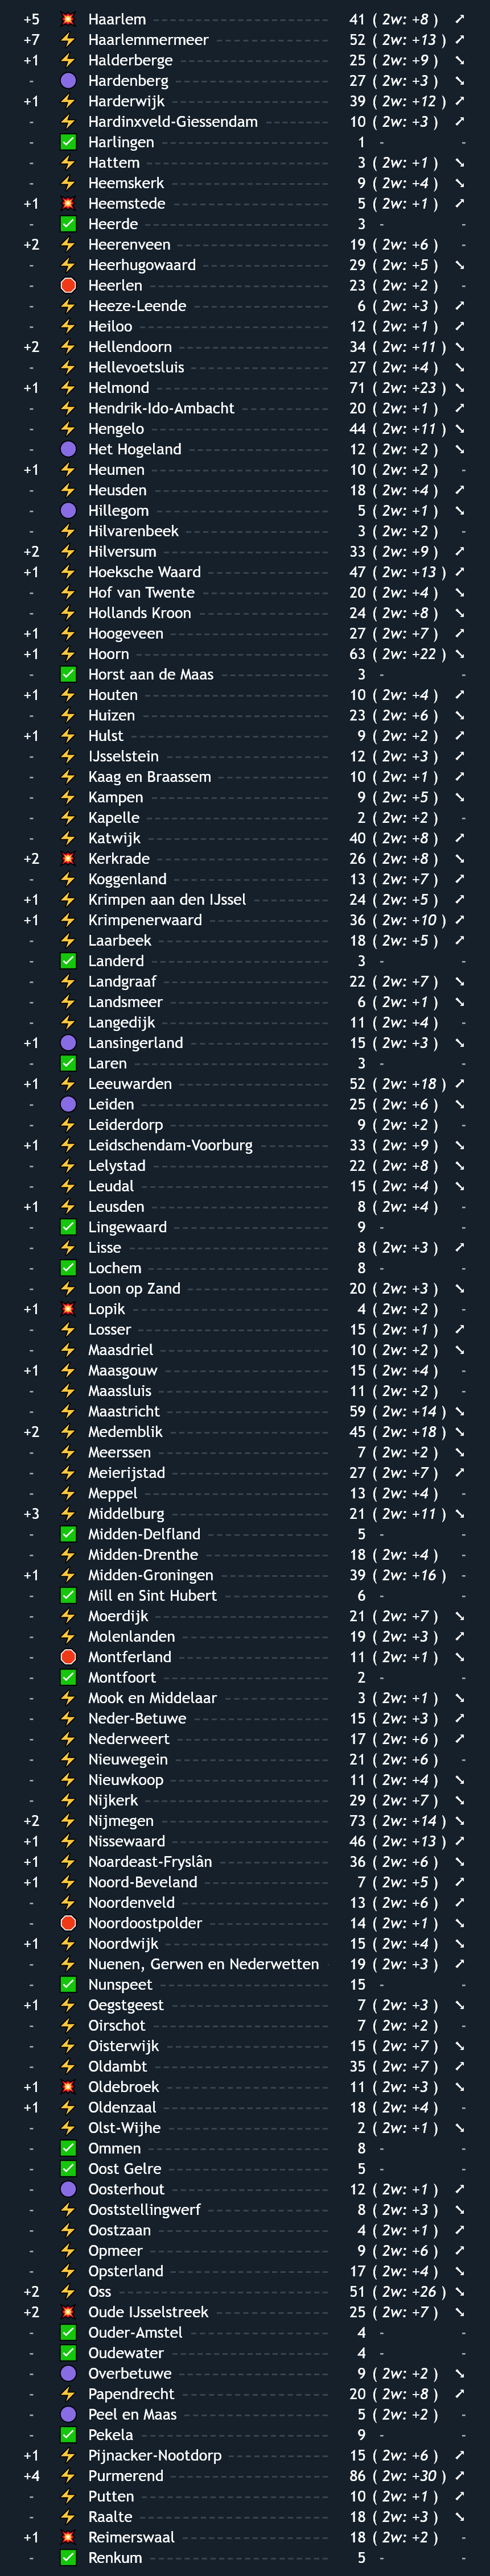 +5 💥 Haarlem 41 ( 2w: +8 ) ➚
+7 ⚡ Haarlemmermeer 52 ( 2w: +13 ) ➚
+1 ⚡ Halderberge 25 ( 2w: +9 ) ➘
- 🟣 Hardenberg 27 ( 2w: +3 ) ➘
+1 ⚡ Harderwijk 39 ( 2w: +12 ) ➚
- ⚡ Hardinxveld-Giessendam 10 ( 2w: +3 ) ➚
- ✅ Harlingen 1 - -
- ⚡ Hattem 3 ( 2w: +1 ) ➘
- ⚡ Heemskerk 9 ( 2w: +4 ) ➘
+1 💥 Heemstede 5 ( 2w: +1 ) ➚
- ✅ Heerde 3 - -
+2 ⚡ Heerenveen 19 ( 2w: +6 ) -
- ⚡ Heerhugowaard 29 ( 2w: +5 ) ➘
- 🛑 Heerlen 23 ( 2w: +2 ) -
- ⚡ Heeze-Leende 6 ( 2w: +3 ) ➚
- ⚡ Heiloo 12 ( 2w: +1 ) ➚
+2 ⚡ Hellendoorn 34 ( 2w: +11 ) ➘
- ⚡ Hellevoetsluis 27 ( 2w: +4 ) ➘
+1 ⚡ Helmond 71 ( 2w: +23 ) ➘
- ⚡ Hendrik-Ido-Ambacht 20 ( 2w: +1 ) ➚
- ⚡ Hengelo 44 ( 2w: +11 ) ➘
- 🟣 Het Hogeland 12 ( 2w: +2 ) ➘
+1 ⚡ Heumen 10 ( 2w: +2 ) -
- ⚡ Heusden 18 ( 2w: +4 ) ➚
- 🟣 Hillegom 5 ( 2w: +1 ) ➘
- ⚡ Hilvarenbeek 3 ( 2w: +2 ) -
+2 ⚡ Hilversum 33 ( 2w: +9 ) ➚
+1 ⚡ Hoeksche Waard 47 ( 2w: +13 ) ➚
- ⚡ Hof van Twente 20 ( 2w: +4 ) ➘
- ⚡ Hollands Kroon 24 ( 2w: +8 ) ➘
+1 ⚡ Hoogeveen 27 ( 2w: +7 ) ➚
+1 ⚡ Hoorn 63 ( 2w: +22 ) ➘
- ✅ Horst aan de Maas 3 - -
+1 ⚡ Houten 10 ( 2w: +4 ) ➚
- ⚡ Huizen 23 ( 2w: +6 ) ➘
+1 ⚡ Hulst 9 ( 2w: +2 ) ➚
- ⚡ IJsselstein 12 ( 2w: +3 ) ➚
- ⚡ Kaag en Braassem 10 ( 2w: +1 ) ➚
- ⚡ Kampen 9 ( 2w: +5 ) ➘
- ⚡ Kapelle 2 ( 2w: +2 ) -
- ⚡ Katwijk 40 ( 2w: +8 ) ➚
+2 💥 Kerkrade 26 ( 2w: +8 ) ➘
- ⚡ Koggenland 13 ( 2w: +7 ) ➚
+1 ⚡ Krimpen aan den IJssel 24 ( 2w: +5 ) ➚
+1 ⚡ Krimpenerwaard 36 ( 2w: +10 ) ➚
- ⚡ Laarbeek 18 ( 2w: +5 ) ➚
- ✅ Landerd 3 - -
- ⚡ Landgraaf 22 ( 2w: +7 ) ➘
- ⚡ Landsmeer 6 ( 2w: +1 ) ➘
- ⚡ Langedijk 11 ( 2w: +4 ) -
+1 🟣 Lansingerland 15 ( 2w: +3 ) ➘
- ✅ Laren 3 - -
+1 ⚡ Leeuwarden 52 ( 2w: +18 ) ➚
- 🟣 Leiden 25 ( 2w: +6 ) ➘
- ⚡ Leiderdorp 9 ( 2w: +2 ) -
+1 ⚡ Leidschendam-Voorburg 33 ( 2w: +9 ) ➘
- ⚡ Lelystad 22 ( 2w: +8 ) ➘
- ⚡ Leudal 15 ( 2w: +4 ) ➘
+1 ⚡ Leusden 8 ( 2w: +4 ) -
- ✅ Lingewaard 9 - -
- ⚡ Lisse 8 ( 2w: +3 ) ➚
- ✅ Lochem 8 - -
- ⚡ Loon op Zand 20 ( 2w: +3 ) ➘
+1 💥 Lopik 4 ( 2w: +2 ) -
- ⚡ Losser 15 ( 2w: +1 ) ➚
- ⚡ Maasdriel 10 ( 2w: +2 ) ➘
+1 ⚡ Maasgouw 15 ( 2w: +4 ) -
- ⚡ Maassluis 11 ( 2w: +2 ) -
- ⚡ Maastricht 59 ( 2w: +14 ) ➘
+2 ⚡ Medemblik 45 ( 2w: +18 ) ➘
- ⚡ Meerssen 7 ( 2w: +2 ) ➘
- ⚡ Meierijstad 27 ( 2w: +7 ) ➚
- ⚡ Meppel 13 ( 2w: +4 ) -
+3 ⚡ Middelburg 21 ( 2w: +11 ) ➘
- ✅ Midden-Delfland 5 - -
- ⚡ Midden-Drenthe 18 ( 2w: +4 ) -
+1 ⚡ Midden-Groningen 39 ( 2w: +16 ) -
- ✅ Mill en Sint Hubert 6 - -
- ⚡ Moerdijk 21 ( 2w: +7 ) ➘
- ⚡ Molenlanden 19 ( 2w: +3 ) ➚
- 🛑 Montferland 11 ( 2w: +1 ) ➘
- ✅ Montfoort 2 - -
- ⚡ Mook en Middelaar 3 ( 2w: +1 ) ➘
- ⚡ Neder-Betuwe 15 ( 2w: +3 ) ➚
- ⚡ Nederweert 17 ( 2w: +6 ) ➚
- ⚡ Nieuwegein 21 ( 2w: +6 ) -
- ⚡ Nieuwkoop 11 ( 2w: +4 ) ➘
- ⚡ Nijkerk 29 ( 2w: +7 ) ➘
+2 ⚡ Nijmegen 73 ( 2w: +14 ) ➘
+1 ⚡ Nissewaard 46 ( 2w: +13 ) ➚
+1 ⚡ Noardeast-Fryslân 36 ( 2w: +6 ) ➘
+1 ⚡ Noord-Beveland 7 ( 2w: +5 ) ➚
- ⚡ Noordenveld 13 ( 2w: +6 ) ➚
- 🛑 Noordoostpolder 14 ( 2w: +1 ) ➘
+1 ⚡ Noordwijk 15 ( 2w: +4 ) ➘
- ⚡ Nuenen, Gerwen en Nederwetten 19 ( 2w: +3 ) ➚
- ✅ Nunspeet 15 - -
+1 ⚡ Oegstgeest 7 ( 2w: +3 ) ➘
- ⚡ Oirschot 7 ( 2w: +2 ) -
- ⚡ Oisterwijk 15 ( 2w: +7 ) ➘
- ⚡ Oldambt 35 ( 2w: +7 ) ➚
+1 💥 Oldebroek 11 ( 2w: +3 ) ➘
+1 ⚡ Oldenzaal 18 ( 2w: +4 ) -
- ⚡ Olst-Wijhe 2 ( 2w: +1 ) ➘
- ✅ Ommen 8 - -
- ✅ Oost Gelre 5 - -
- 🟣 Oosterhout 12 ( 2w: +1 ) ➚
- ⚡ Ooststellingwerf 8 ( 2w: +3 ) ➘
- ⚡ Oostzaan 4 ( 2w: +1 ) ➚
- ⚡ Opmeer 9 ( 2w: +6 ) ➚
- ⚡ Opsterland 17 ( 2w: +4 ) ➘
+2 ⚡ Oss 51 ( 2w: +26 ) ➘
+2 💥 Oude IJsselstreek 25 ( 2w: +7 ) ➘
- ✅ Ouder-Amstel 4 - -
- ✅ Oudewater 4 - -
- 🟣 Overbetuwe 9 ( 2w: +2 ) ➘
- ⚡ Papendrecht 20 ( 2w: +8 ) ➚
- 🟣 Peel en Maas 5 ( 2w: +2 ) -
- ✅ Pekela 9 - -
+1 ⚡ Pijnacker-Nootdorp 15 ( 2w: +6 ) ➚
+4 ⚡ Purmerend 86 ( 2w: +30 ) ➚
- ⚡ Putten 10 ( 2w: +1 ) ➚
- ⚡ Raalte 18 ( 2w: +3 ) ➘
+1 💥 Reimerswaal 18 ( 2w: +2 ) -
- ✅ Renkum 5 - -